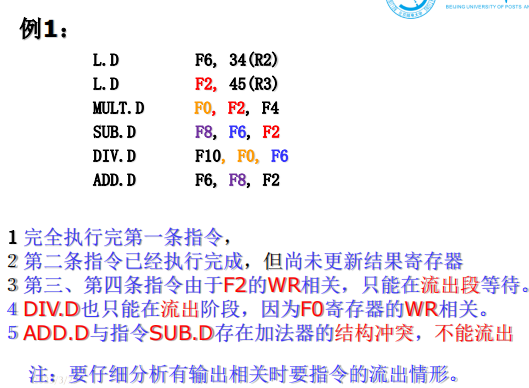 BEIJING UNIVERSITY OF POSTS A
例1：
L.D F6, 34(R2)
L.D F2, 45(R3)
MULT.D F0, F2, F4
SUB.D F8, F6, F2
DIV.D F10, F0, F6
ADD.D F6, F8, F2
1 完全执行完第一条指令，
2 第二条指令已经执行完成，但尚未更新结果寄存器
3 第三、第四条指令由于F2的WR相关，只能在流出段等待。
4 DIV.D也只能在流出阶段，因为F0寄存器的WR相关。
5 ADD.D与指令SUB.D存在加法器的结构冲突，不能流出
注：要仔细分析有输出相关时要指令的流出情形。